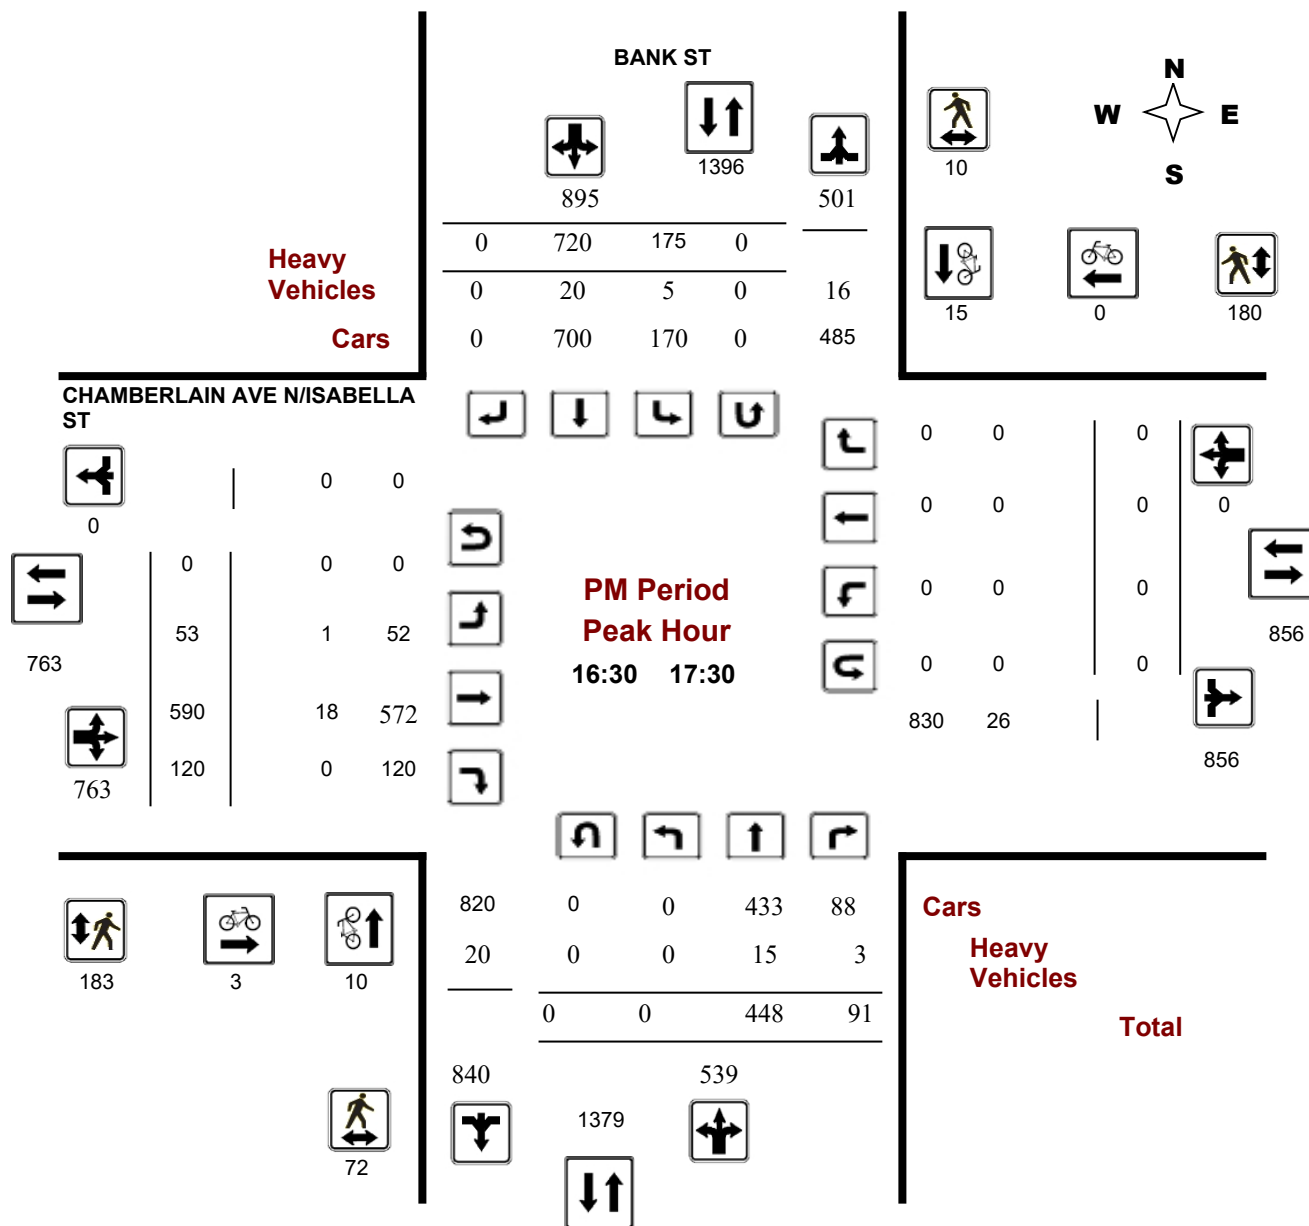 BANK ST
N
W E
S
1396
10
895 501
0 720 175 0
Heavy
Vehicles
0 20 5 0 16
Cars 0 700 170 0 485
15 0 180
CHAMBERLAIN AVE N/ISABELLA
ST
0 0 0
0 0
0
0 0 0 0
0 0 0
PM Period
0 0 0
Peak Hour
53 1 52
856
763
16:30 17:30
0 0 0
590 18 572
830 26
856
120 0 120
763
820 0 0 433 88
Cars
20 0 0 15 3
Heavy
Vehicles
183 3 10
0 0 448 91
Total
840 539
1379
72